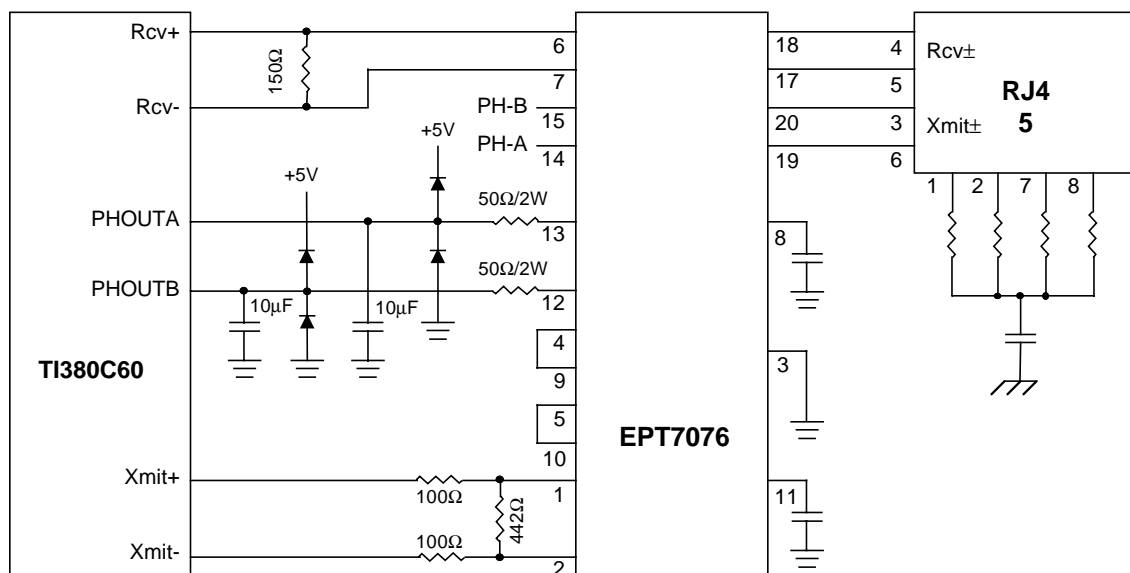 Rcv+
Rcv-
150Ω
PHOUTA
PHOUTB
+5V
+5V
PH-B
PH-A
50Ω/2W
50Ω/2W
10µF
10µF
TI380C60
Xmit+
Xmit-
100Ω
100Ω
442Ω
6
7
15
14
13
12
4
9
5
10
1
2
EPT7076
18
17
20
19
8
3
11
4
5
3
6
Rcv±
Xmit±
RJ4
5
1
2
7
8